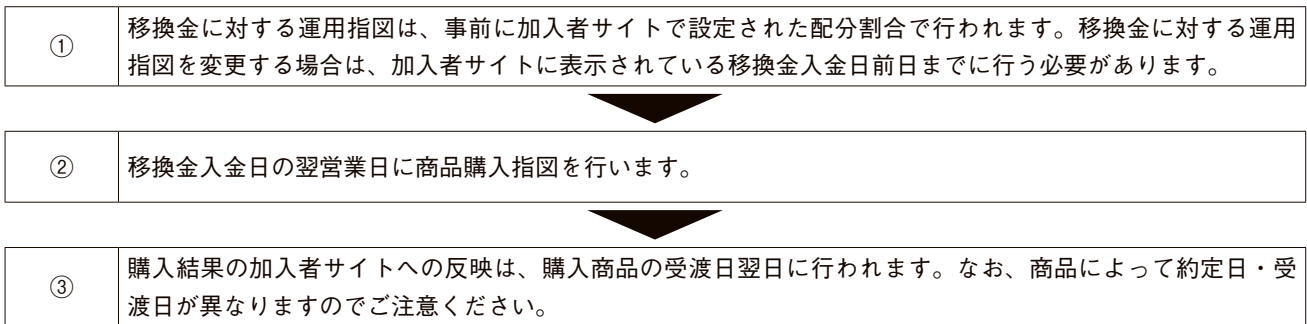 ①
移換金に対する運用指図は、事前に加入者サイトで設定された配分割合で行われます。移換金に対する運用
指図を変更する場合は、加入者サイトに表示されている移換金入金日前日までに行う必要があります。
②
移換金入金日の翌営業日に商品購入指図を行います。
③
購入結果の加入者サイトへの反映は、購入商品の受渡日翌日に行われます。なお、商品によって約定日・受
渡日が異なりますのでご注意ください。